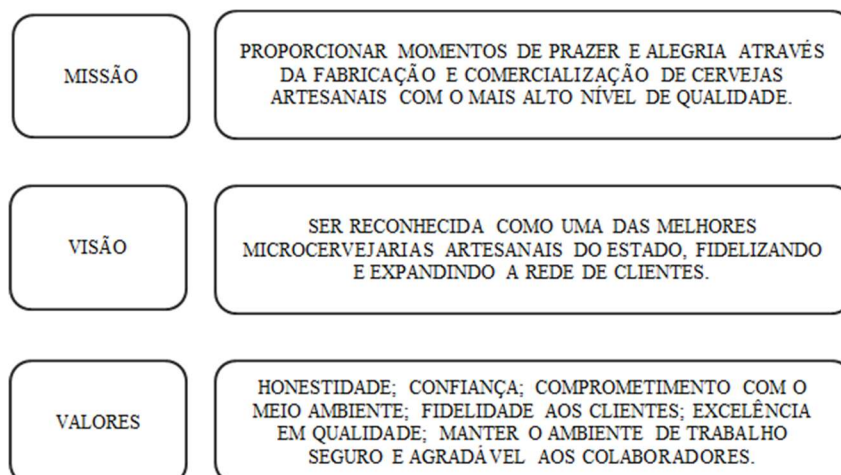 MISSÃO
PROPORCIONAR MOMENTOS DE PRAZER E ALEGRIA ATRAVÉS
DA FABRICAÇÃO E COMERCIALIZAÇÃO DE CERVEJAS
ARTESANAIS COM O MAIS ALTO NÍVEL DE QUALIDADE.
VISÃO
SER RECONHECIDA COMO UMA DAS MELHORES
MICROCERVEJARIAS ARTESANAIS DO ESTADO, FIDELIZANDO
E EXPANDINDO A REDE DE CLIENTES.
VALORES
HONESTIDADE; CONFIANÇA; COMPROMETIMENTO COM O
MEIO AMBIENTE; FIDELIDADE AOS CLIENTES; EXCELÊNCIA
EM QUALIDADE; MANTER O AMBIENTE DE TRABALHO
SEGURO E AGRADÁVEL AOS COLABORADORES.